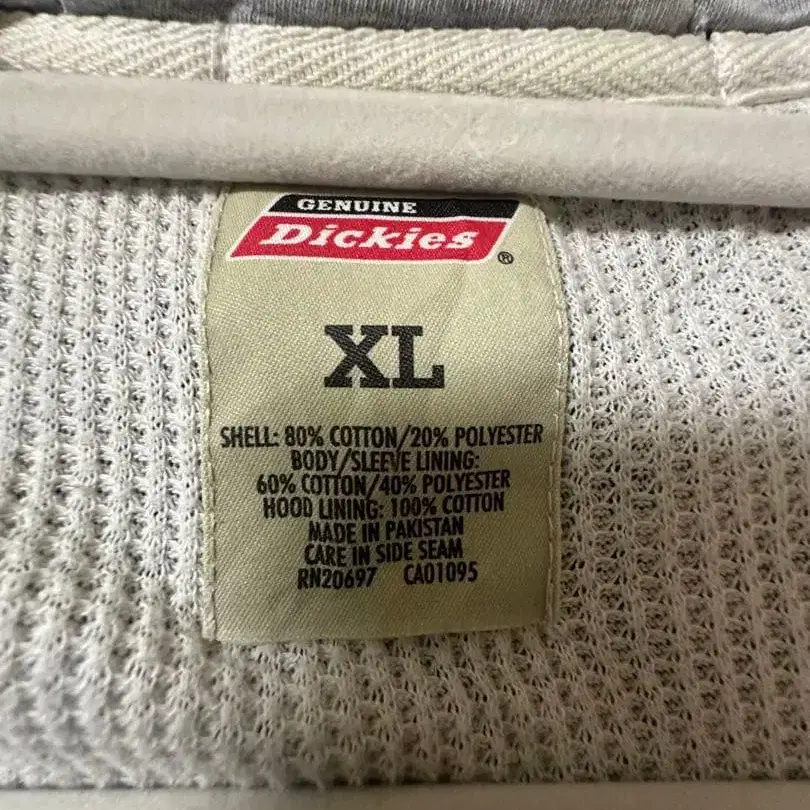 GENUINE
Dickies®
XL
SHELL: 80% COTTON/20% POLYESTER
BODY/SLEEVE LINING:
60% COTTON/40% POLYESTER
HOOD LINING: 100% COTTON
MADE IN PAKISTAN
CARE IN SIDE SEAM
RN20697 CA01095